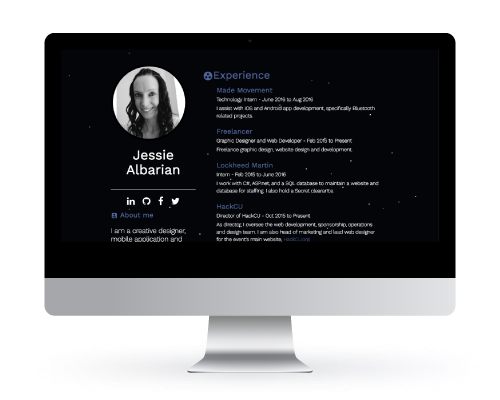 Jessie
Albarian
About me
I am a creative designer,
mobile application and
Experience
Made Movement
Technology Intern - June 2016 to Aug 2016
I assist with iOS and Android app development, specifically Bluetooth
related projects.
Freelancer
Graphic Designer and Web Developer - Feb 2015 to Present
Freelance graphic design, website design and development.
Lockheed Martin
Intern - Feb 2015 to June 2016
I work with C#, ASP.net, and a SQL database to maintain a website and
database for staffing. I also hold a Secret clearance.
HackCU
Director of HackCU - Oct 2015 to Present
As director, I oversee the web development, sponsorship, operations
and design team. I am also head of marketing and lead web designer
for the event's main website, HackCU.org